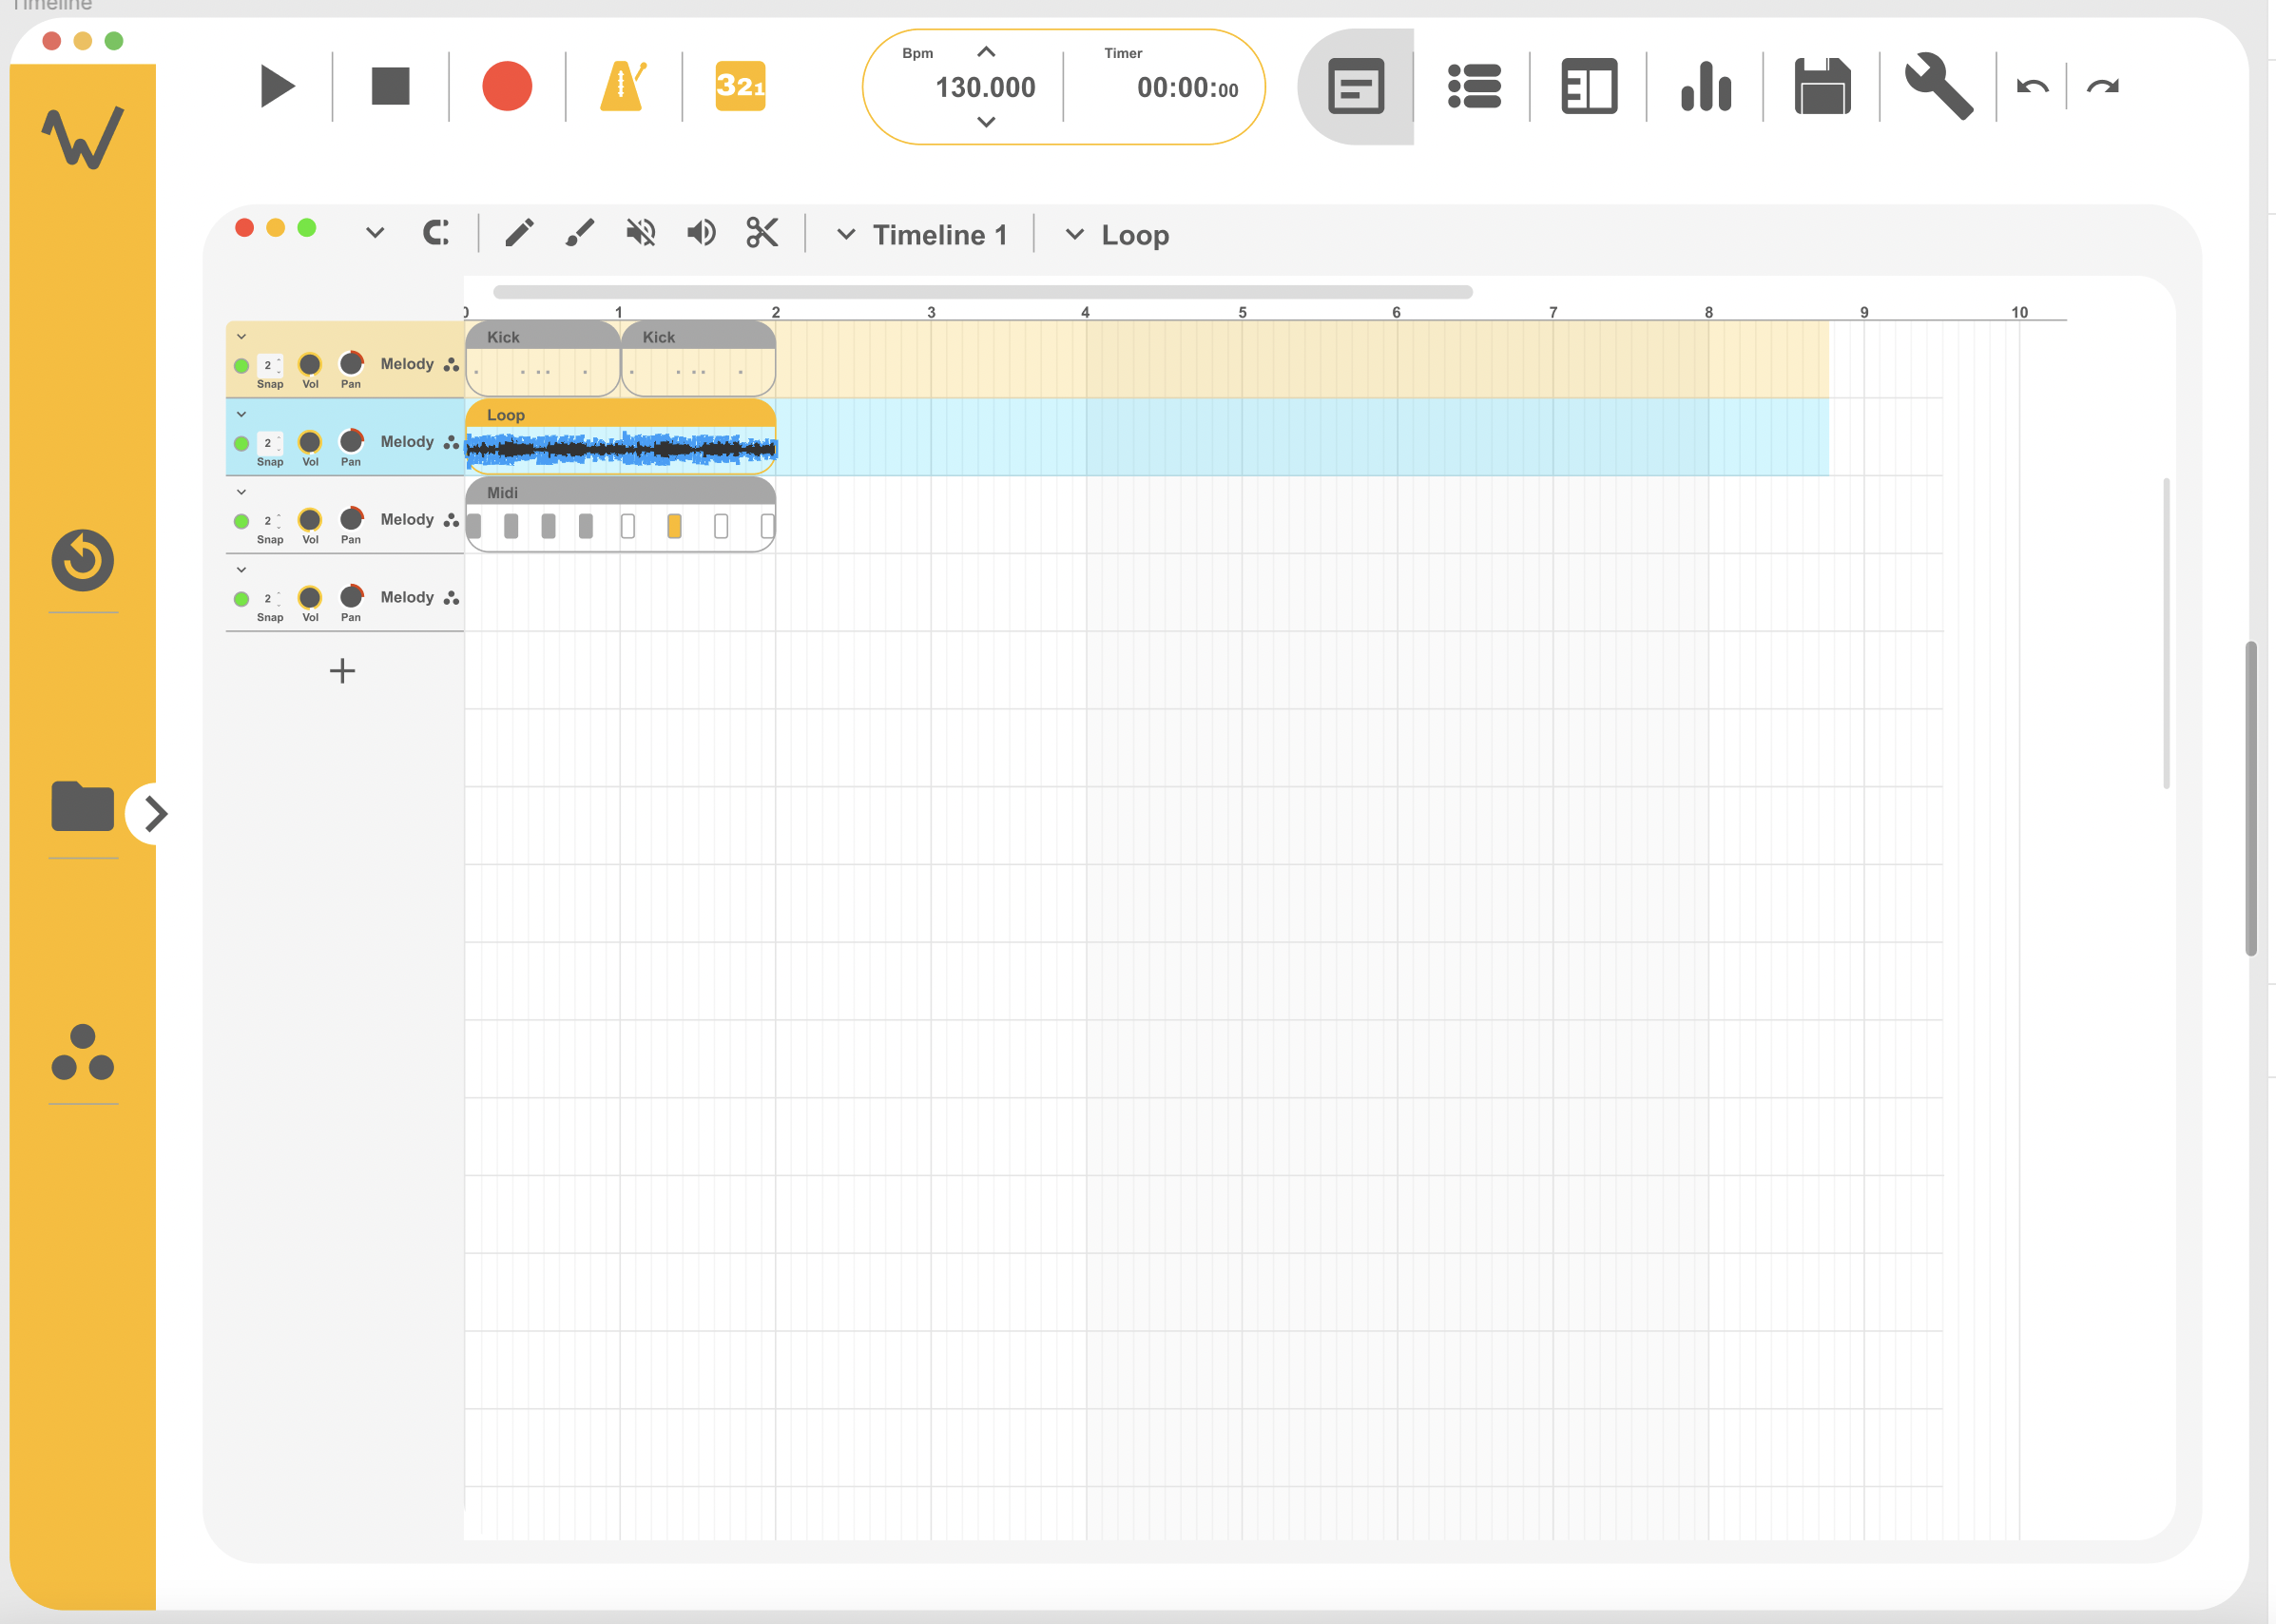 Timeline
Bpm
130.000
Timer
00:00:00
321
Timeline 1
Loop
0 1 2 3 4 5 6 7 8 9 10
Kick Kick
2 Melody
Snap Vol Pan
Loop
2 Melody
Snap Vol Pan
Midi
2 Melody
Snap Vol Pan
2 Melody
Snap Vol Pan